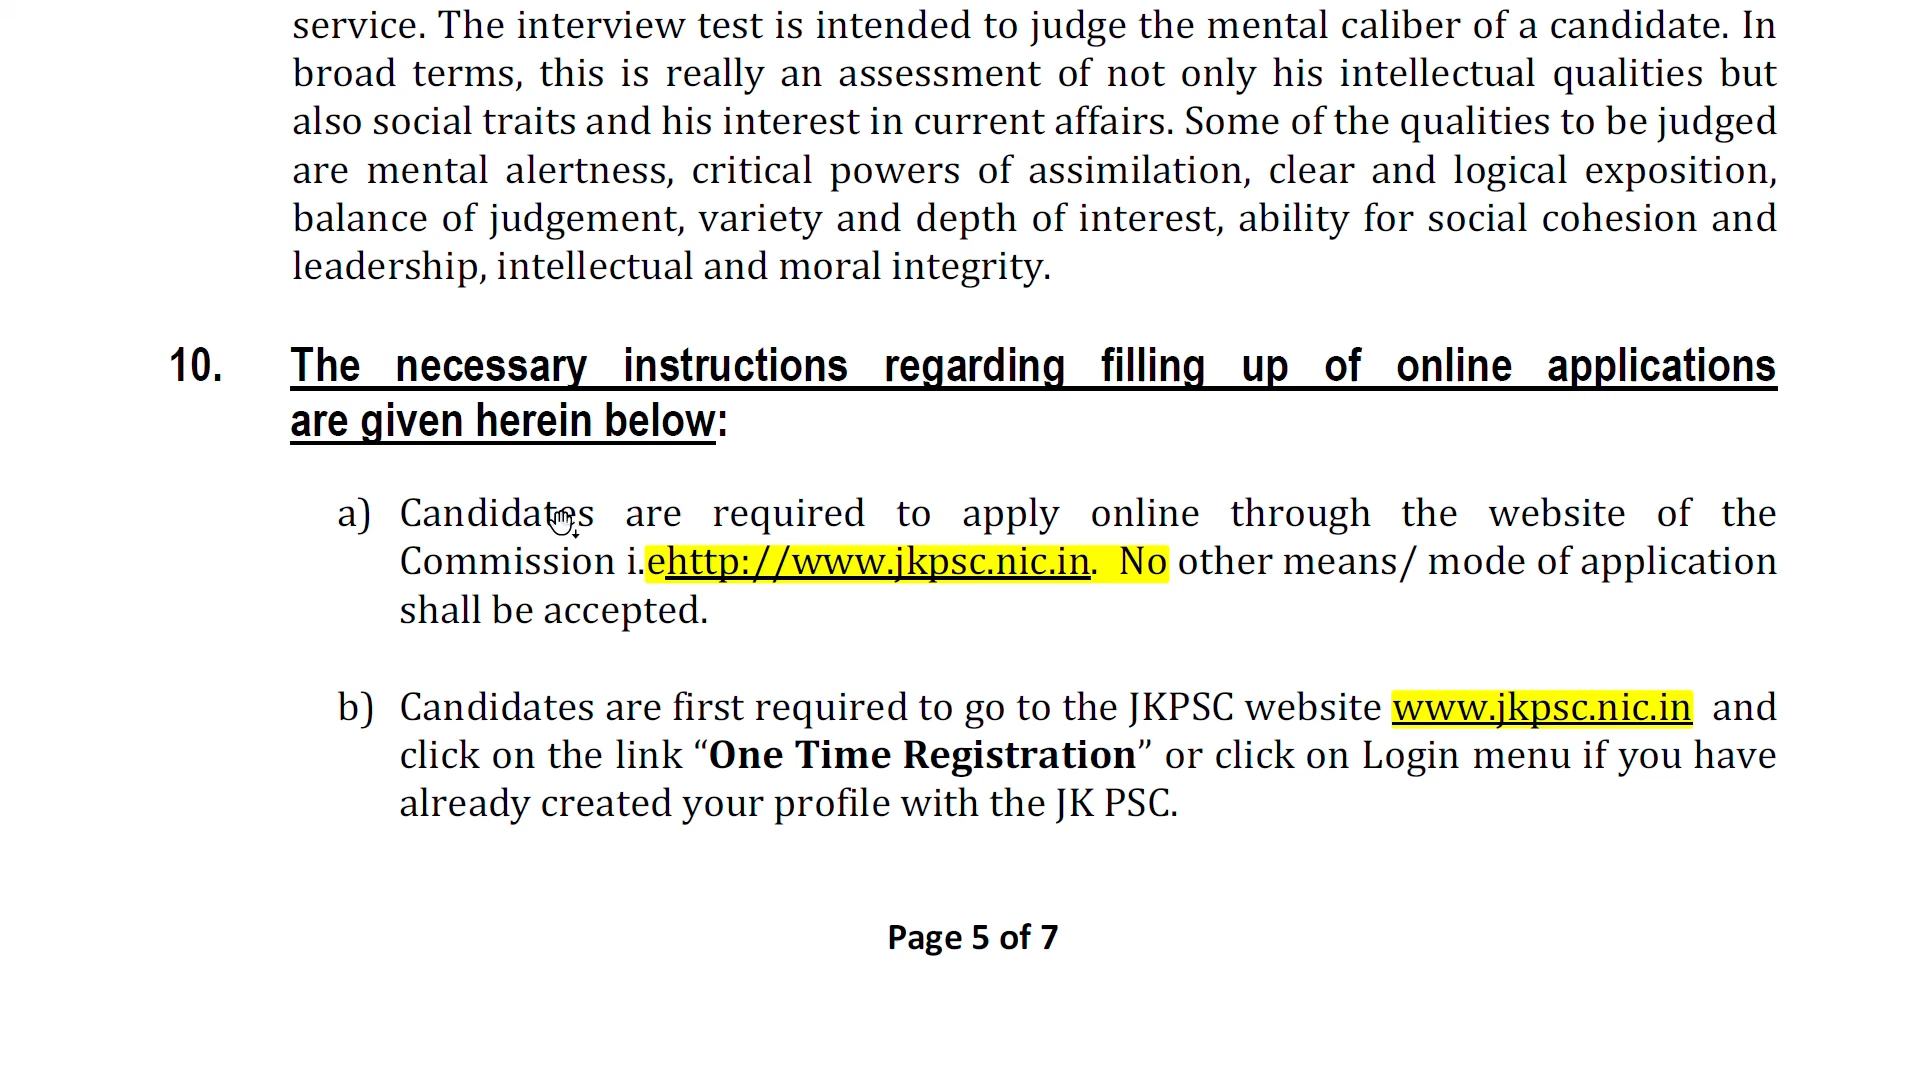 service. The interview test is intended to judge the mental caliber of a candidate. In
broad terms, this is really an assessment of not only his intellectual qualities but
also social traits and his interest in current affairs. Some of the qualities to be judged
are mental alertness, critical powers of assimilation, clear and logical exposition,
balance of judgement, variety and depth of interest, ability for social cohesion and
leadership, intellectual and moral integrity.
10. The necessary instructions regarding filling up of online applications
are given herein below:
a) Candidates are required to apply online through the website of the
Commission i.ehttp://www.jkpsc.nic.in. No other means/ mode of application
shall be accepted.
b) Candidates are first required to go to the JKPSC website www.jkpsc.nic.in and
click on the link “One Time Registration” or click on Login menu if you have
already created your profile with the JK PSC.
Page 5 of 7